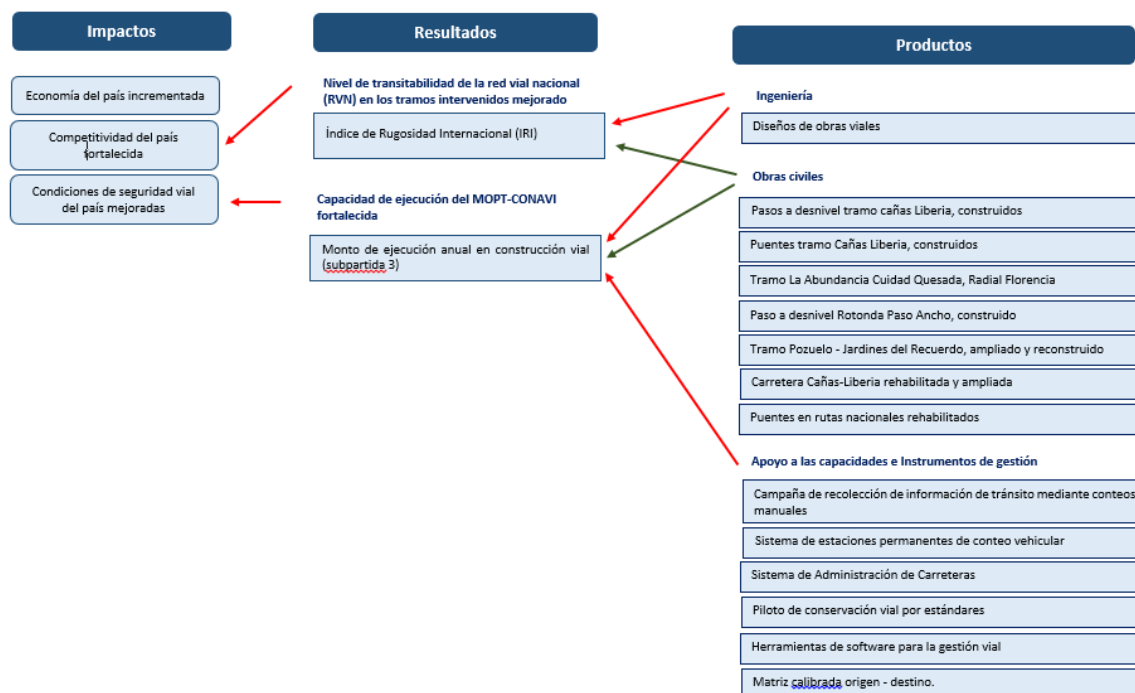 Impactos
Economía del país incrementada
Competitividad del país
fortalecida
Condiciones de seguridad vial
del país mejoradas
Resultados
Nivel de transitabilidad de la red vial nacional
(RVN) en los tramos intervenidos mejorado
Índice de Rugosidad Internacional (IRI)
Capacidad de ejecución del MOPT-CONAVI
fortalecida
Monto de ejecución anual en construcción vial
(subpartida 3)
Productos
Ingeniería
Diseños de obras viales
Obras civiles
Pasos a desnivel tramo cañas Liberia, construidos
Puentes tramo Cañas Liberia, construidos
Tramo La Abundancia Cuidad Quesada, Radial Florencia
Paso a desnivel Rotonda Paso Ancho, construido
Tramo Pozuelo - Jardines del Recuerdo, ampliado y reconstruido
Carretera Cañas-Liberia rehabilitada y ampliada
Puentes en rutas nacionales rehabilitados
Apoyo a las capacidades e Instrumentos de gestión
Campaña de recolección de información de tránsito mediante conteos
manuales
Sistema de estaciones permanentes de conteo vehicular
Sistema de Administración de Carreteras
Piloto de conservación vial por estándares
Herramientas de software para la gestión vial
Matriz calibrada origen - destino.